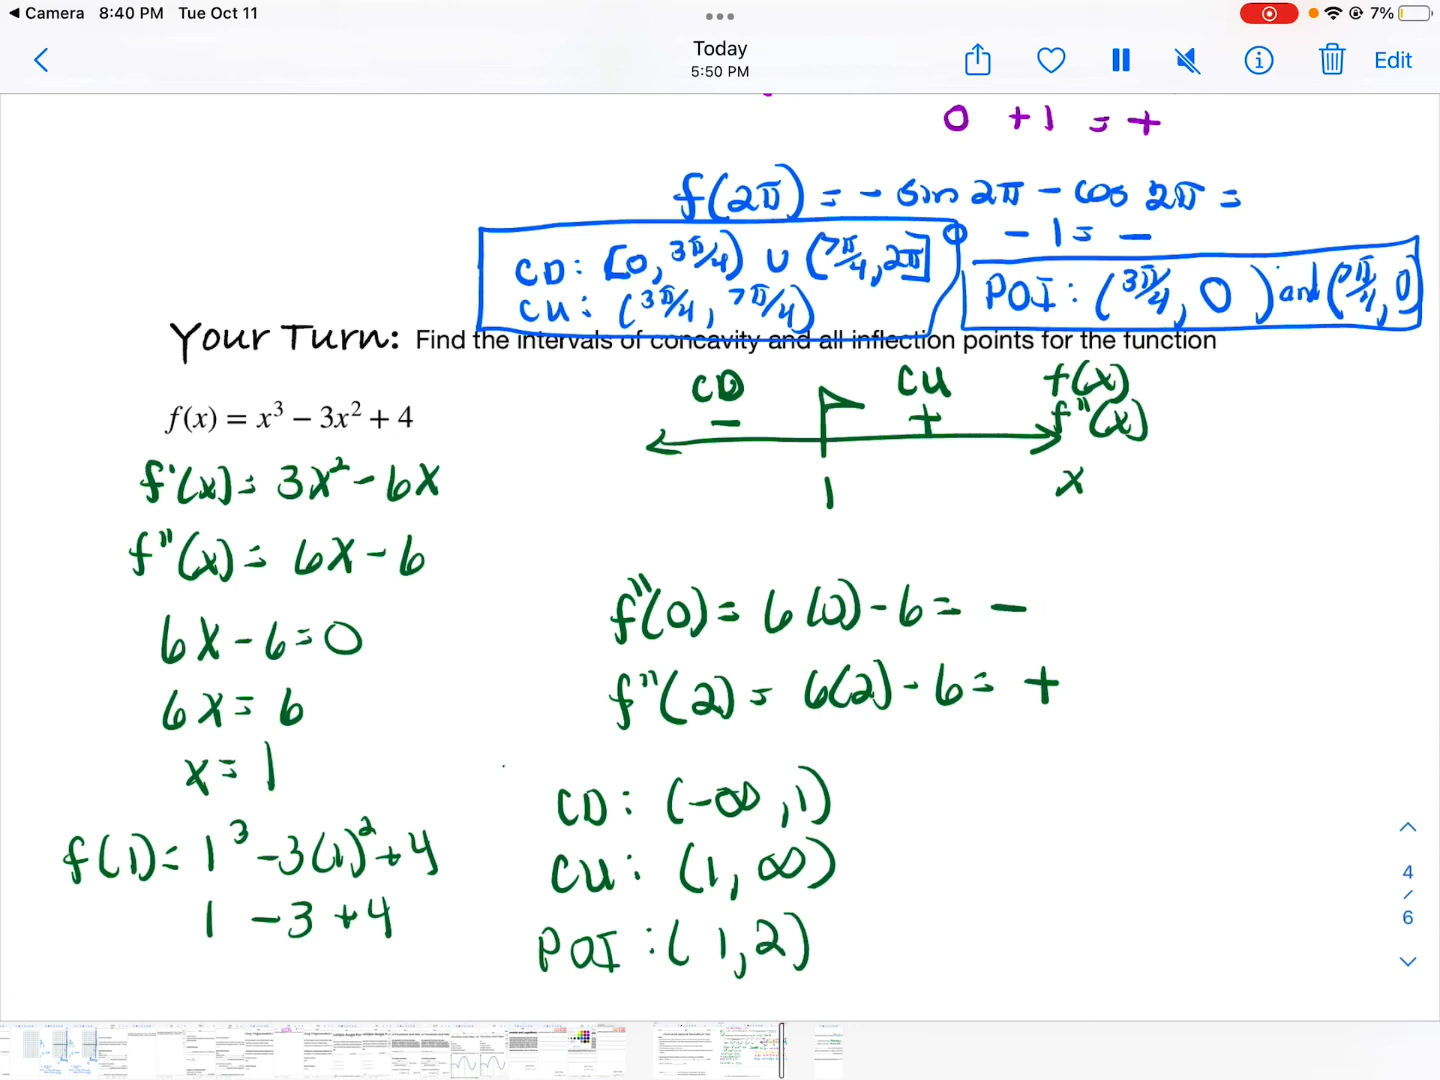 ◀ Camera 8:40 PM Tue Oct 11 7%
Today
5:50 PM
Edit
0 +1 = +
f(2π) = - sin 2π - cos 2π =
0 - 1 = -
CD: [0, 3π/4) ∪ (7π/4, 2π]
CU: (3π/4, 7π/4)
POI: (3π/4, 0) and (7π/4, 0)
Your Turn: Find the intervals of concavity and all inflection points for the function
f(x) = x³ − 3x² + 4
CD CU f(x)
- + f''(x)
1 x
f'(x) = 3x² - 6x
f''(x) = 6x - 6
6x - 6 = 0
6x = 6
x = 1
f(1) = 1³ - 3(1)² + 4
1 - 3 + 4
f''(0) = 6(0) - 6 = -
f''(2) = 6(2) - 6 = +
CD: (-∞, 1)
CU: (1, ∞)
POI: (1, 2)
4
/
6